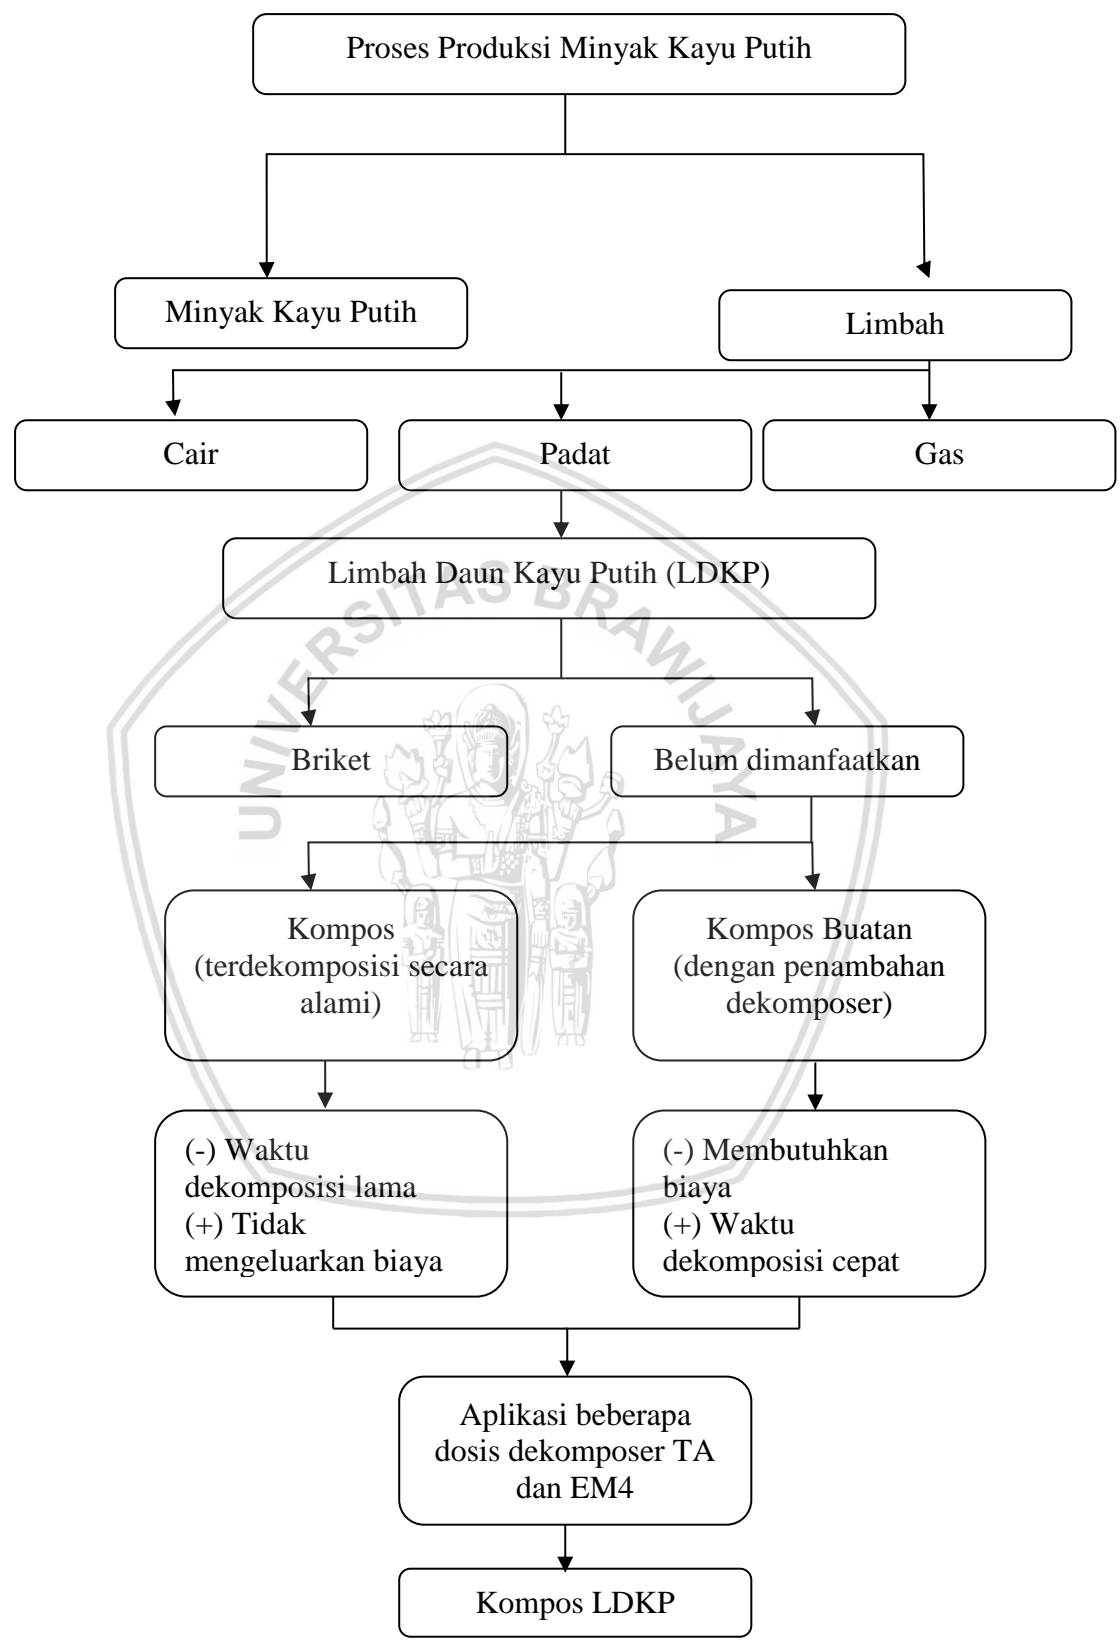 Proses Produksi Minyak Kayu Putih
Minyak Kayu Putih
Limbah
Cair
Padat
Gas
Limbah Daun Kayu Putih (LDKP)
UNIVERSITAS BRAWIJAYA
Briket
Belum dimanfaatkan
Kompos
(terdekomposisi secara
alami)
Kompos Buatan
(dengan penambahan
dekomposer)
(-) Waktu
dekomposisi lama
(+) Tidak
mengeluarkan biaya
(-) Membutuhkan
biaya
(+) Waktu
dekomposisi cepat
Aplikasi beberapa
dosis dekomposer TA
dan EM4
Kompos LDKP